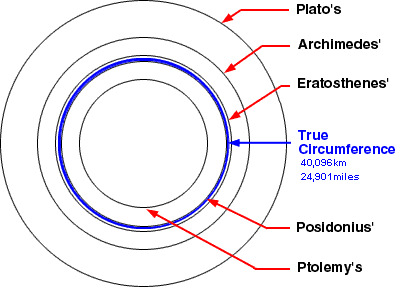 Plato's
Archimedes'
Eratosthenes'
True
Circumference
40,096km
24,901miles
Posidonius'
Ptolemy's